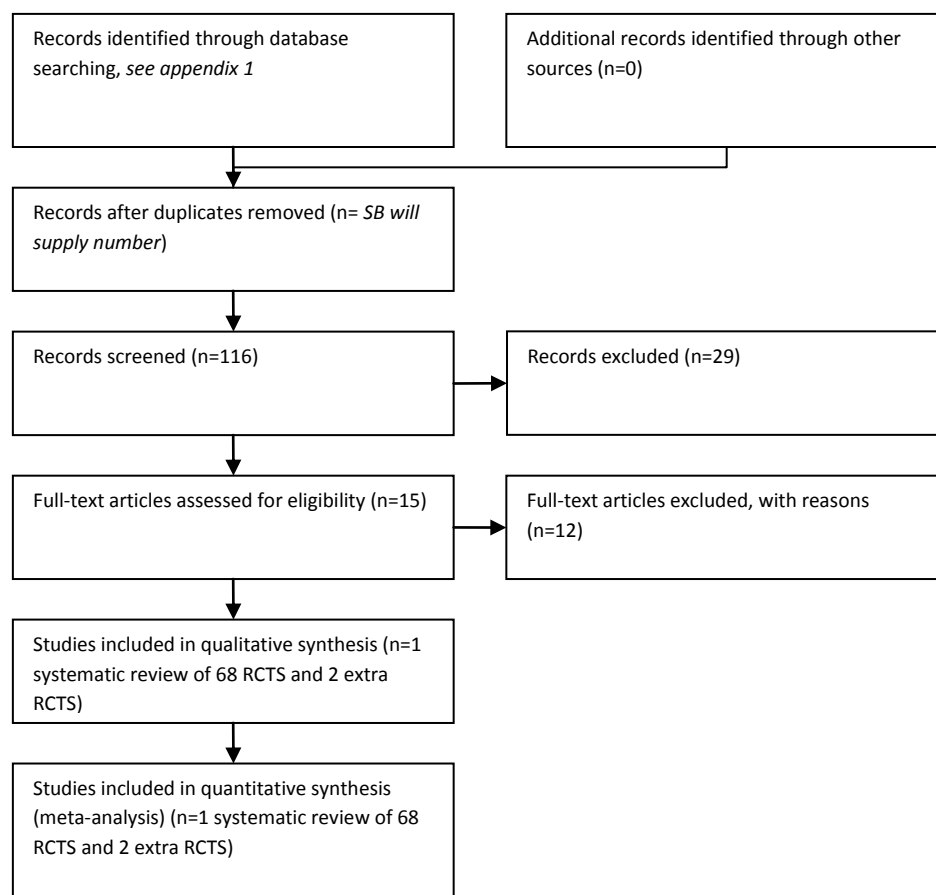 Records identified through database
searching, see appendix 1
Additional records identified through other
sources (n=0)
Records after duplicates removed (n= SB will
supply number)
Records screened (n=116)
Records excluded (n=29)
Full-text articles assessed for eligibility (n=15)
Full-text articles excluded, with reasons
(n=12)
Studies included in qualitative synthesis (n=1
systematic review of 68 RCTS and 2 extra
RCTS)
Studies included in quantitative synthesis
(meta-analysis) (n=1 systematic review of 68
RCTS and 2 extra RCTS)